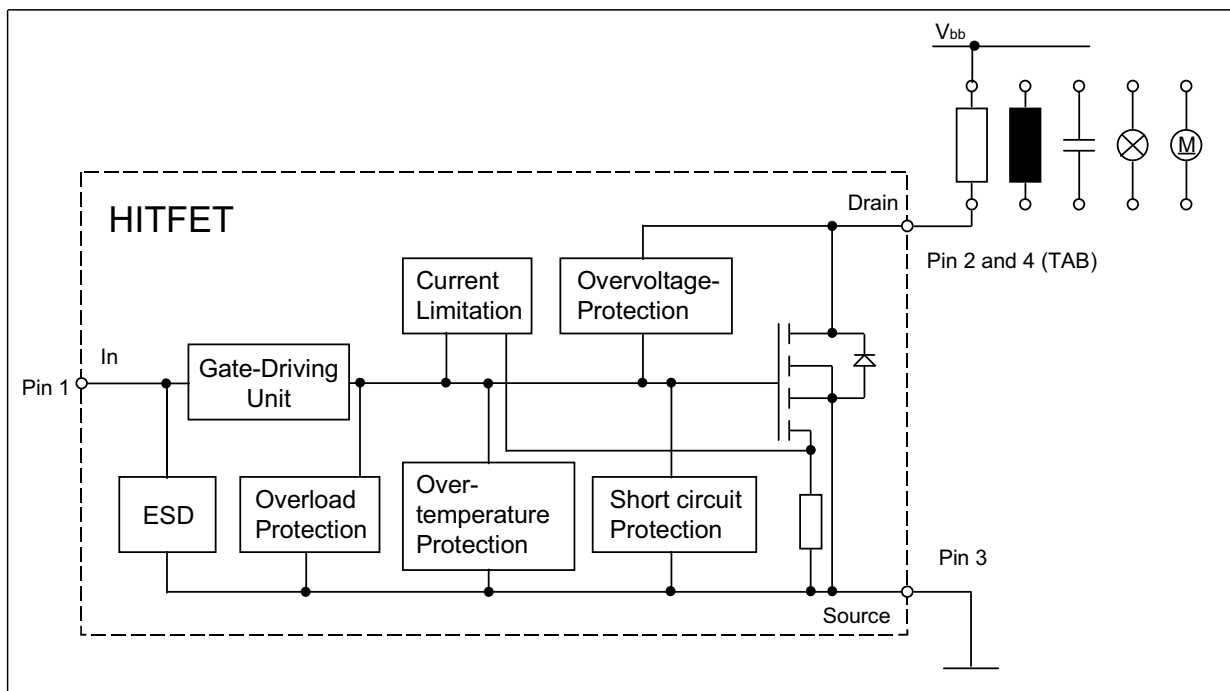 Vbb
HITFET
Drain
Pin 2 and 4 (TAB)
Current
Limitation
Overvoltage-
Protection
In
Pin 1
Gate-Driving
Unit
M
ESD
Overload
Protection
Over-
temperature
Protection
Short circuit
Protection
Pin 3
Source